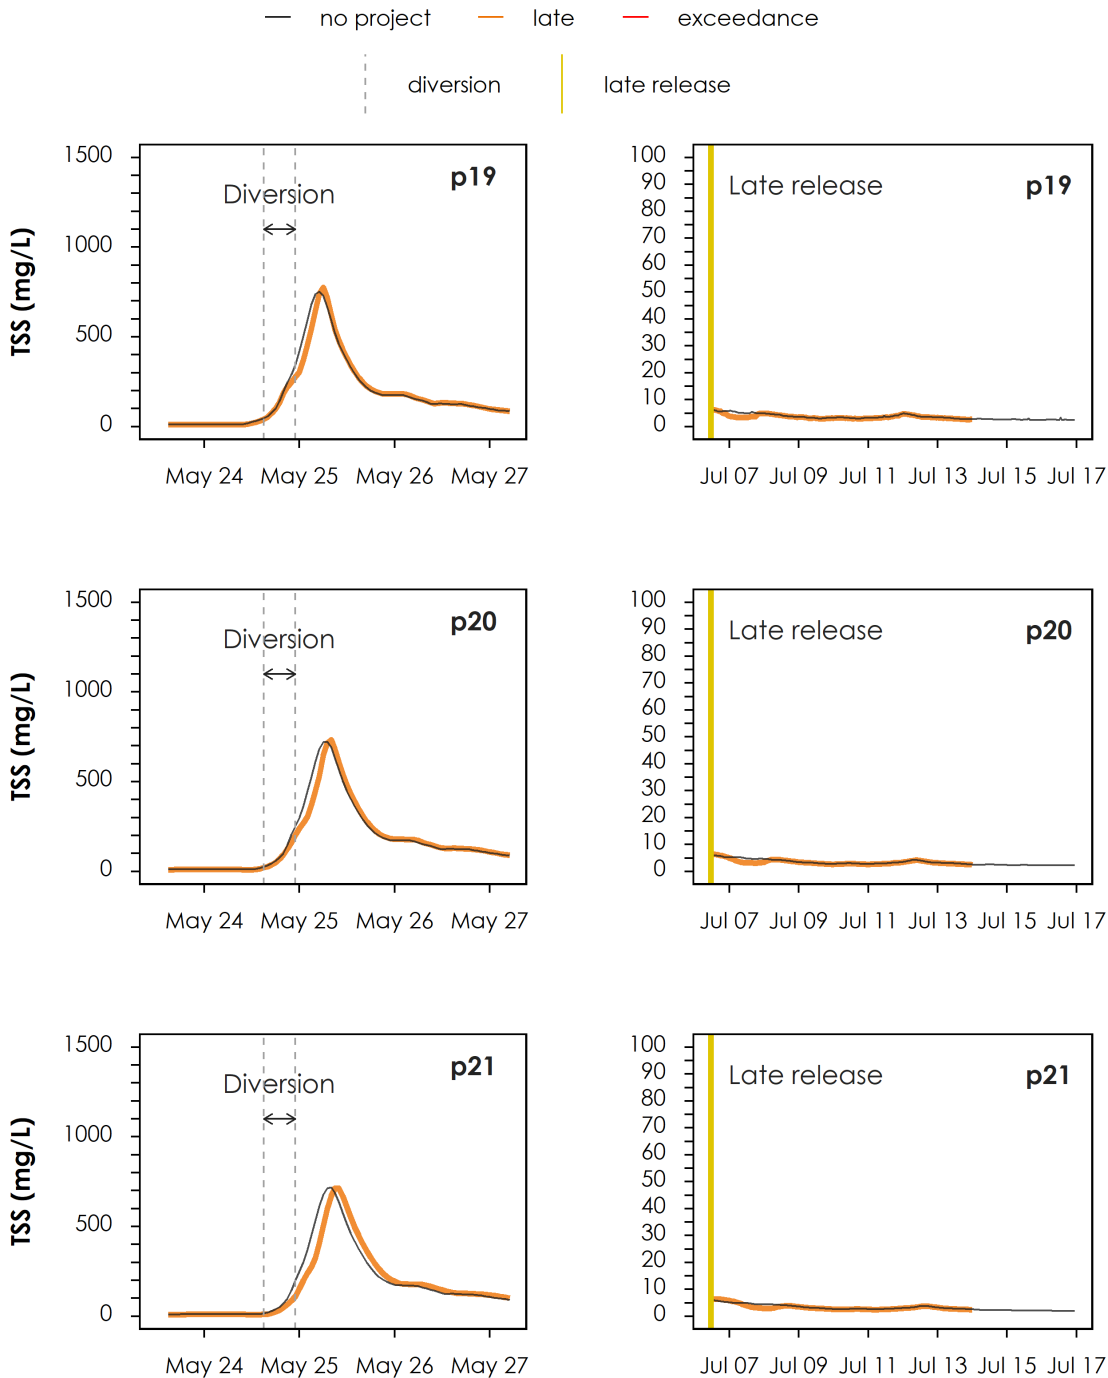 no project late exceedance
diversion late release
TSS (mg/L)
1500
1000
500
0
Diversion
p19
May 24 May 25 May 26 May 27
100
90
80
70
60
50
40
30
20
10
0
Late release
p19
Jul 07 Jul 09 Jul 11 Jul 13 Jul 15 Jul 17
TSS (mg/L)
1500
1000
500
0
Diversion
p20
May 24 May 25 May 26 May 27
100
90
80
70
60
50
40
30
20
10
0
Late release
p20
Jul 07 Jul 09 Jul 11 Jul 13 Jul 15 Jul 17
TSS (mg/L)
1500
1000
500
0
Diversion
p21
May 24 May 25 May 26 May 27
100
90
80
70
60
50
40
30
20
10
0
Late release
p21
Jul 07 Jul 09 Jul 11 Jul 13 Jul 15 Jul 17